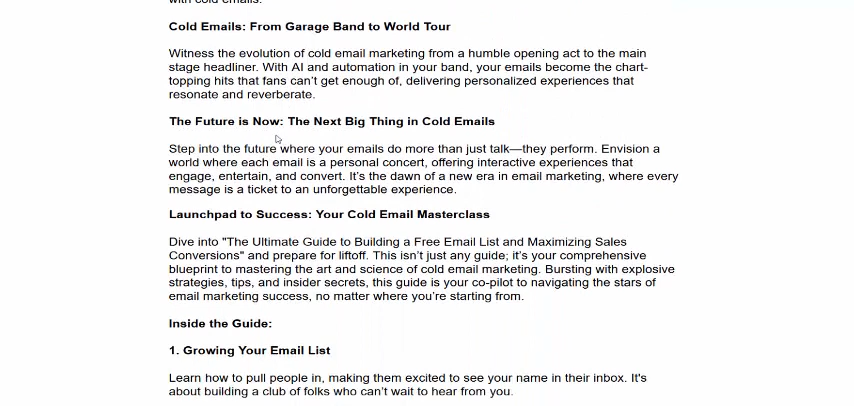 with cold emails.
Cold Emails: From Garage Band to World Tour
Witness the evolution of cold email marketing from a humble opening act to the main
stage headliner. With AI and automation in your band, your emails become the chart-
topping hits that fans can’t get enough of, delivering personalized experiences that
resonate and reverberate.
The Future is Now: The Next Big Thing in Cold Emails
Step into the future where your emails do more than just talk—they perform. Envision a
world where each email is a personal concert, offering interactive experiences that
engage, entertain, and convert. It’s the dawn of a new era in email marketing, where every
message is a ticket to an unforgettable experience.
Launchpad to Success: Your Cold Email Masterclass
Dive into "The Ultimate Guide to Building a Free Email List and Maximizing Sales
Conversions" and prepare for liftoff. This isn’t just any guide; it’s your comprehensive
blueprint to mastering the art and science of cold email marketing. Bursting with explosive
strategies, tips, and insider secrets, this guide is your co-pilot to navigating the stars of
email marketing success, no matter where you’re starting from.
Inside the Guide:
1. Growing Your Email List
Learn how to pull people in, making them excited to see your name in their inbox. It's
about building a club of folks who can’t wait to hear from you.